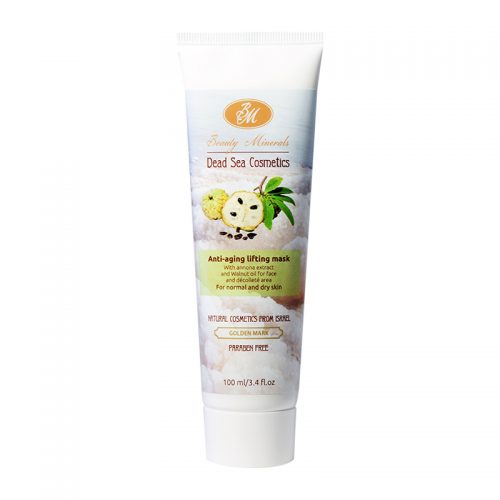 BM
Beauty Minerals
Dead Sea Cosmetics
Anti-aging lifting mask
With annona extract
and Walnut oil for face
and décolleté area
For normal and dry skin
NATURAL COSMETICS FROM ISRAEL
GOLDEN MARK
PARABEN FREE
100 ml/3.4 fl.oz